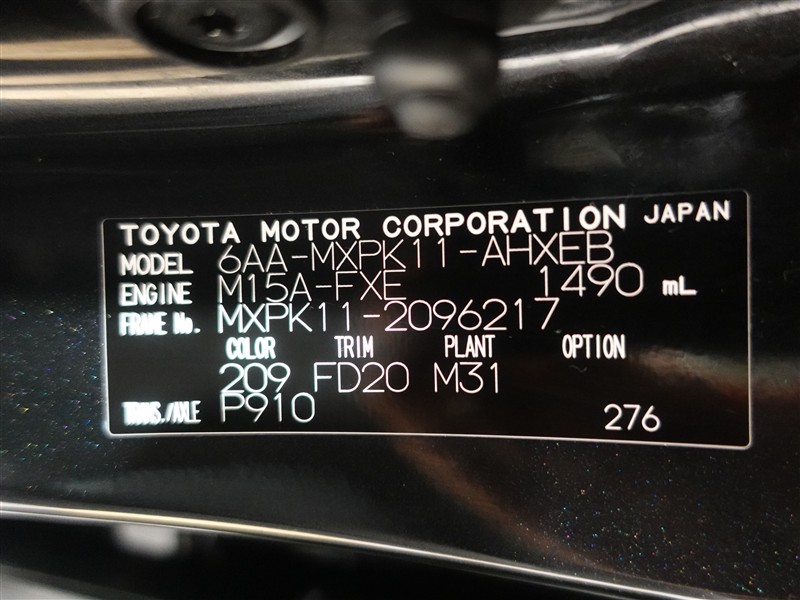 TOYOTA MOTOR CORPORATION JAPAN
MODEL 6AA-MXPK11-AHXEB
ENGINE M15A-FXE 1490 mL
FRAME No. MXPK11-2096217
COLOR TRIM PLANT OPTION
209 FD20 M31
TRANS./AXLE P910 276